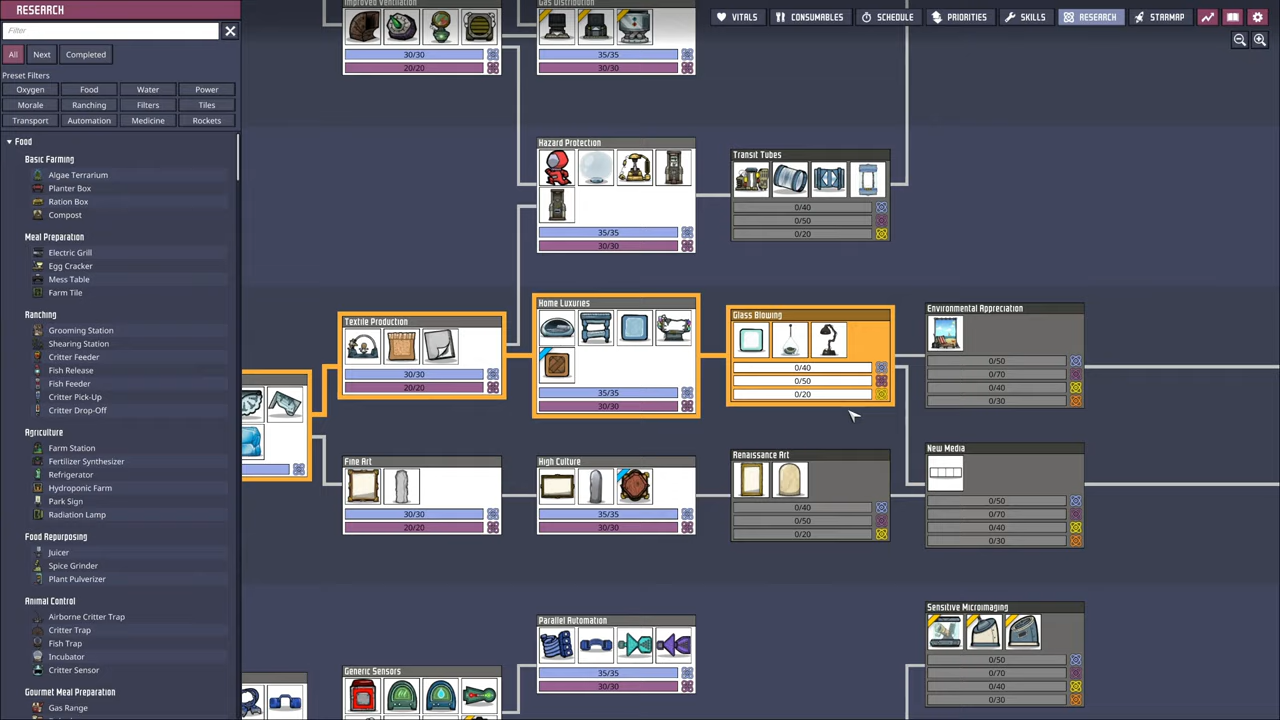 RESEARCH
Filter
All
Next
Completed
Preset Filters
Oxygen
Food
Water
Power
Morale
Ranching
Filters
Tiles
Transport
Automation
Medicine
Rockets
Food
Basic Farming
Algae Terrarium
Planter Box
Ration Box
Compost
Meal Preparation
Electric Grill
Egg Cracker
Mess Table
Farm Tile
Ranching
Grooming Station
Shearing Station
Critter Feeder
Fish Release
Fish Feeder
Critter Pick-Up
Critter Drop-Off
Agriculture
Farm Station
Fertilizer Synthesizer
Refrigerator
Hydroponic Farm
Park Sign
Radiation Lamp
Food Repurposing
Juicer
Spice Grinder
Plant Pulverizer
Animal Control
Airborne Critter Trap
Critter Trap
Fish Trap
Incubator
Critter Sensor
Gourmet Meal Preparation
Gas Range
VITALS
CONSUMABLES
SCHEDULE
PRIORITIES
SKILLS
RESEARCH
STARMAP
Improved Ventilation
30/30
20/20
Gas Distribution
35/35
30/30
Hazard Protection
35/35
30/30
Transit Tubes
0/40
0/50
0/20
Textile Production
30/30
20/20
Home Luxuries
35/35
30/30
Glass Blowing
0/40
0/50
0/20
Environmental Appreciation
0/50
0/70
0/40
0/30
Fine Art
30/30
20/20
High Culture
35/35
30/30
Renaissance Art
0/40
0/50
0/20
New Media
0/50
0/70
0/40
0/30
Parallel Automation
35/35
30/30
Sensitive Microimaging
0/50
0/70
0/40
0/30
Generic Sensors